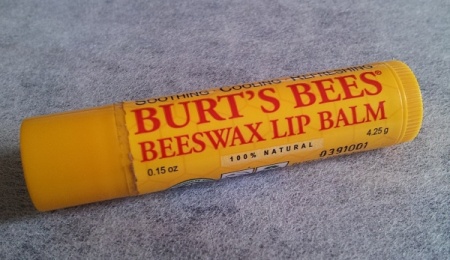 SOOTHING · COOLING · REFRESHING
BURT'S BEES®
BEESWAX LIP BALM
100% NATURAL
0391001
4.25 g
0.15 oz